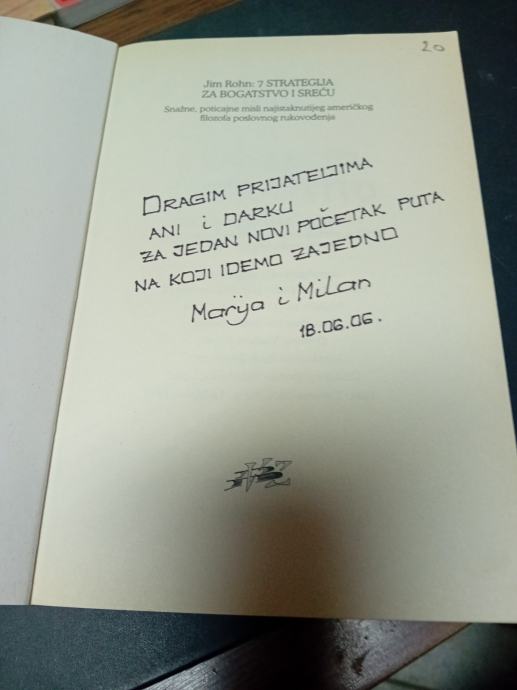 20
Jim Rohn: 7 STRATEGIJA
ZA BOGATSTVO I SREĆU
Snažne, poticajne misli najistaknutijeg američkog
filozofa poslovnog rukovođenja
DRAGIM PRIJATELJIMA
ANI i DARKU
ZA JEDAN NOVI POČETAK PUTA
NA KOJI IDEMO ZAJEDNO
Marija i Milan
18.06.06.